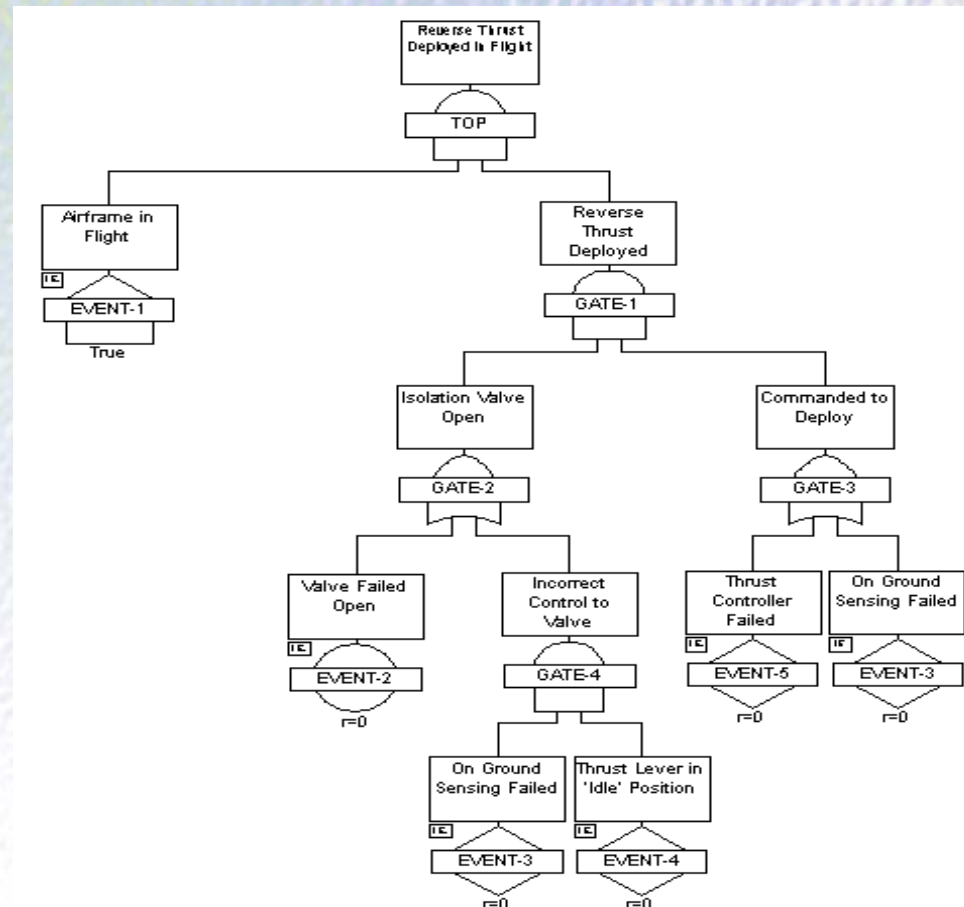 Reverse Thrust
Deployed In Flight
TOP
Airframe in
Flight
IE
EVENT-1
True
Reverse
Thrust
Deployed
GATE-1
Isolation Valve
Open
GATE-2
Commanded to
Deploy
GATE-3
Valve Failed
Open
IE
EVENT-2
r=0
Incorrect
Control to
Valve
GATE-4
Thrust
Controller
Failed
IE
EVENT-5
r=0
On Ground
Sensing Failed
IE
EVENT-3
r=0
On Ground
Sensing Failed
IE
EVENT-3
r=0
Thrust Lever in
'Idle' Position
IE
EVENT-4
r=0